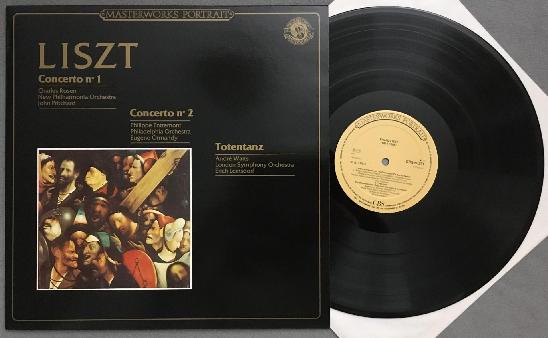 MASTERWORKS PORTRAIT
LISZT
Concerto nº 1
Charles Rosen
New Philharmonia Orchestra
John Pritchard
Concerto nº 2
Philippe Entremont
Philadelphia Orchestra
Eugene Ormandy
Totentanz
André Watts
London Symphony Orchestra
Erich Leinsdorf
MASTERWORKS PORTRAIT
CBS